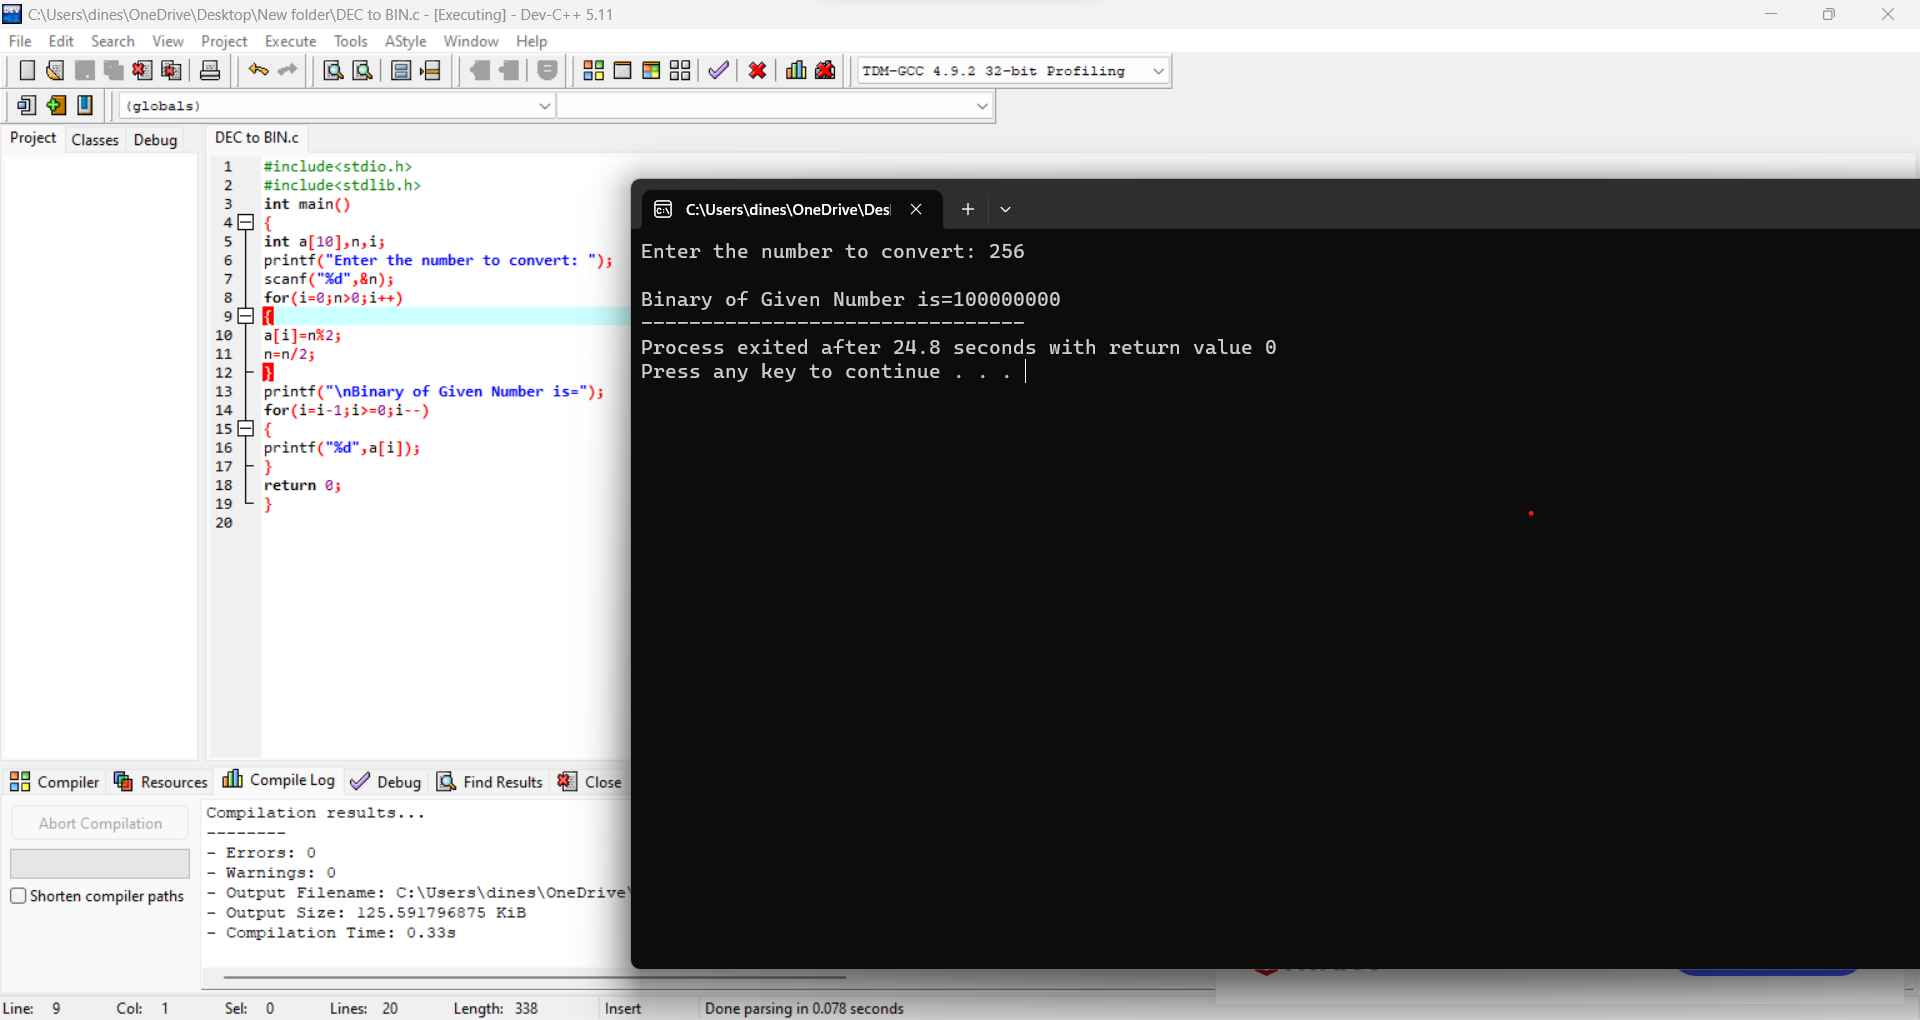 C:\Users\dines\OneDrive\Desktop\New folder\DEC to BIN.c - [Executing] - Dev-C++ 5.11
File Edit Search View Project Execute Tools AStyle Window Help
TDM-GCC 4.9.2 32-bit Profiling
(globals)
Project Classes Debug
DEC to BIN.c
1 #include<stdio.h>
2 #include<stdlib.h>
3 int main()
4 {
5 int a[10],n,i;
6 printf("Enter the number to convert: ");
7 scanf("%d",&n);
8 for(i=0;n>0;i++)
9 {
10 a[i]=n%2;
11 n=n/2;
12 }
13 printf("\nBinary of Given Number is=");
14 for(i=i-1;i>=0;i--)
15 {
16 printf("%d",a[i]);
17 }
18 return 0;
19 }
20
C:\Users\dines\OneDrive\Des
Enter the number to convert: 256
Binary of Given Number is=100000000
--------------------------------
Process exited after 24.8 seconds with return value 0
Press any key to continue . . .
Compiler Resources Compile Log Debug Find Results Close
Abort Compilation
Shorten compiler paths
Compilation results...
--------
- Errors: 0
- Warnings: 0
- Output Filename: C:\Users\dines\OneDrive\
- Output Size: 125.591796875 KiB
- Compilation Time: 0.33s
Line: 9 Col: 1 Sel: 0 Lines: 20 Length: 338 Insert Done parsing in 0.078 seconds